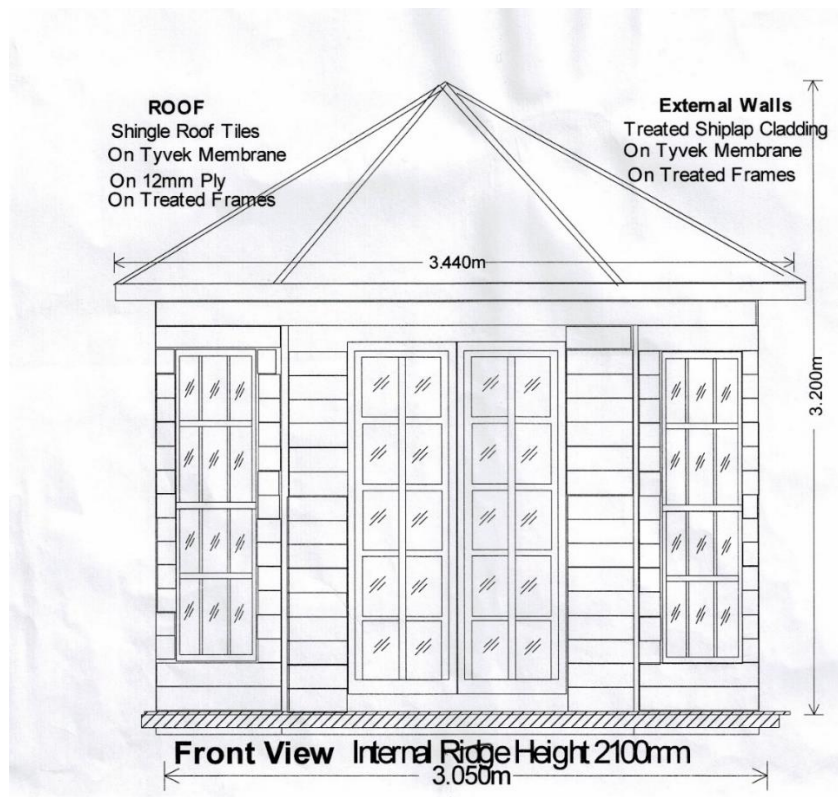 ROOF
Shingle Roof Tiles
On Tyvek Membrane
On 12mm Ply
On Treated Frames
External Walls
Treated Shiplap Cladding
On Tyvek Membrane
On Treated Frames
3.440m
3.200m
Front View Internal Ridge Height 2100mm
3.050m